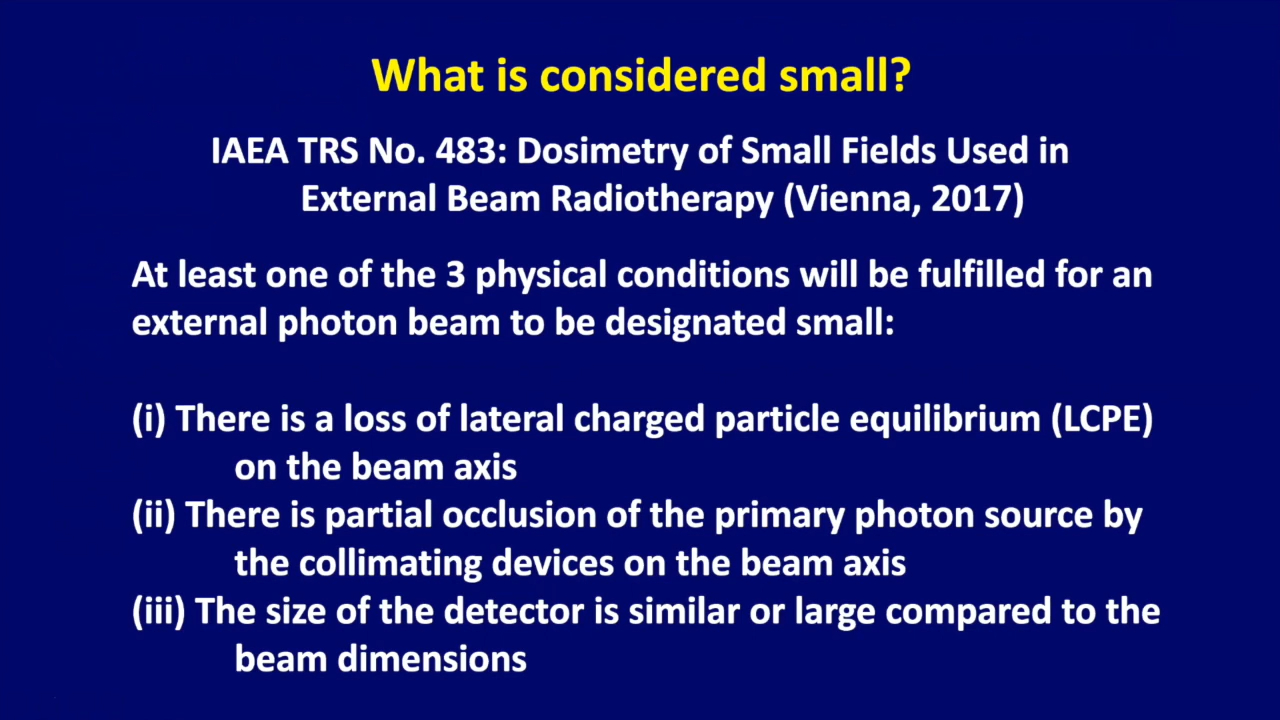 What is considered small?
IAEA TRS No. 483: Dosimetry of Small Fields Used in
External Beam Radiotherapy (Vienna, 2017)
At least one of the 3 physical conditions will be fulfilled for an
external photon beam to be designated small:
(i) There is a loss of lateral charged particle equilibrium (LCPE)
on the beam axis
(ii) There is partial occlusion of the primary photon source by
the collimating devices on the beam axis
(iii) The size of the detector is similar or large compared to the
beam dimensions